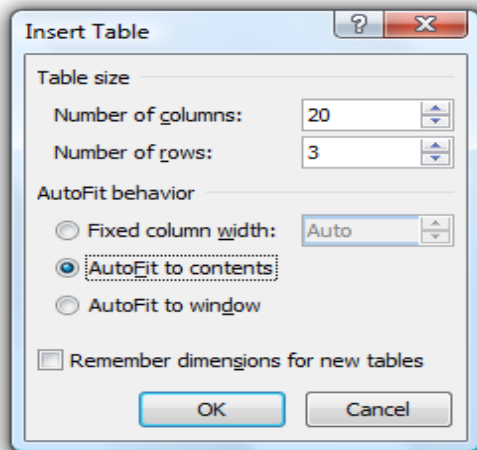 Insert Table
Table size
Number of columns: 20
Number of rows: 3
AutoFit behavior
Fixed column width: Auto
AutoFit to contents
AutoFit to window
Remember dimensions for new tables
OK Cancel